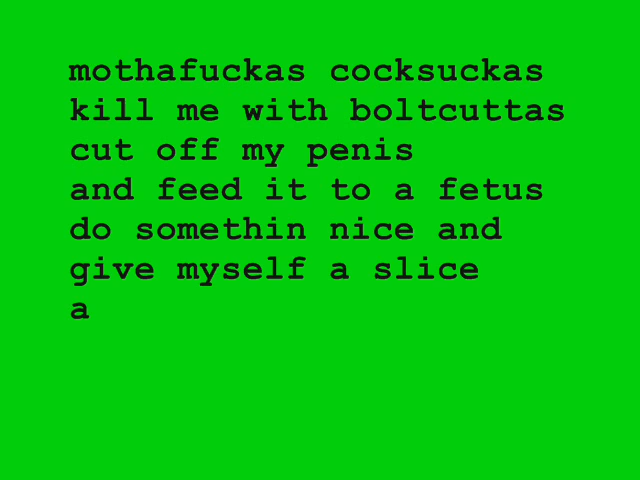 mothafuckas cocksuckas
kill me with boltcuttas
cut off my penis
and feed it to a fetus
do somethin nice and
give myself a slice
a